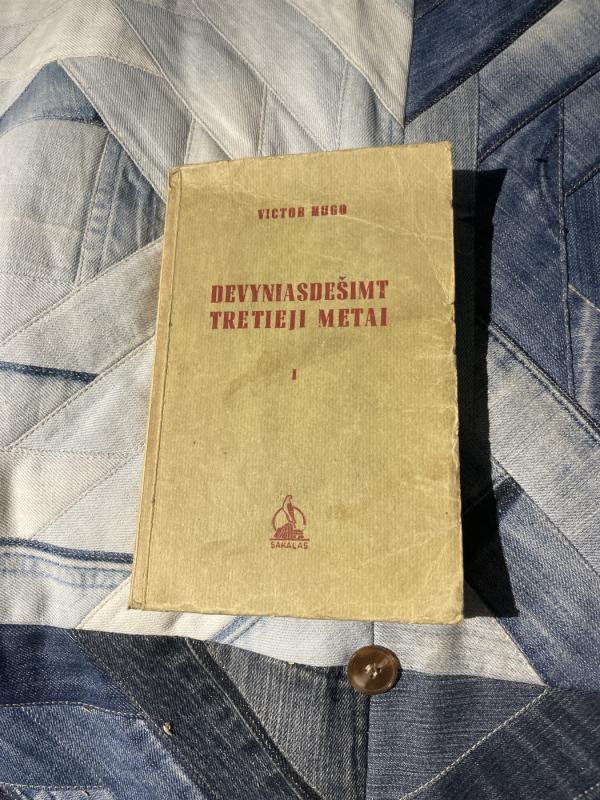 VICTOR HUGO
DEVYNIASDEŠIMT
TRETIEJI METAI
I
SAKALAS